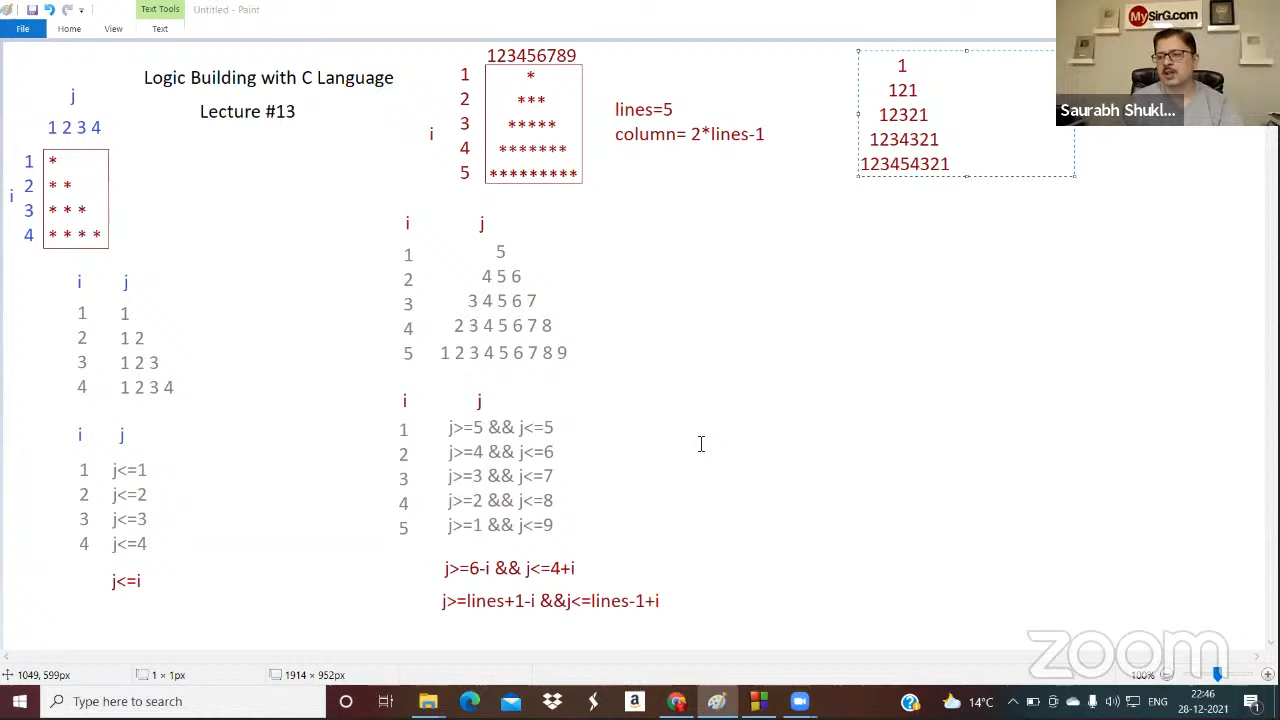 Text Tools
Untitled - Paint
File
Home
View
Text
MySirG.com
Saurabh Shukl...
Logic Building with C Language
Lecture #13
j
1 2 3 4
i
1 *
2 * *
3 * * *
4 * * * *
i j
1 1
2 1 2
3 1 2 3
4 1 2 3 4
i j
1 j<=1
2 j<=2
3 j<=3
4 j<=4
j<=i
123456789
i
1 *
2 ***
3 *****
4 *******
5 *********
lines=5
column= 2*lines-1
i j
1 5
2 4 5 6
3 3 4 5 6 7
4 2 3 4 5 6 7 8
5 1 2 3 4 5 6 7 8 9
i j
1 j>=5 && j<=5
2 j>=4 && j<=6
3 j>=3 && j<=7
4 j>=2 && j<=8
5 j>=1 && j<=9
j>=6-i && j<=4+i
j>=lines+1-i &&j<=lines-1+i
1
121
12321
1234321
123454321
zoom
1049, 599px
1 × 1px
1914 × 952px
100%
Type here to search
14°C
ENG
22:46
28-12-2021